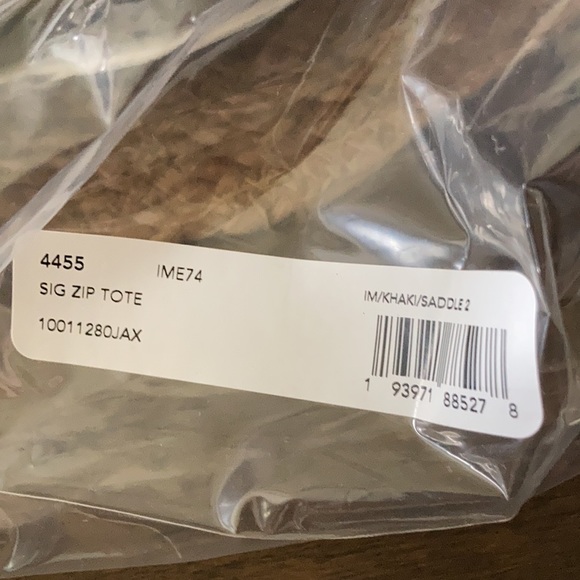 4455 IME74
SIG ZIP TOTE
10011280JAX
IM/KHAKI/SADDLE 2
1 93971 88527 8